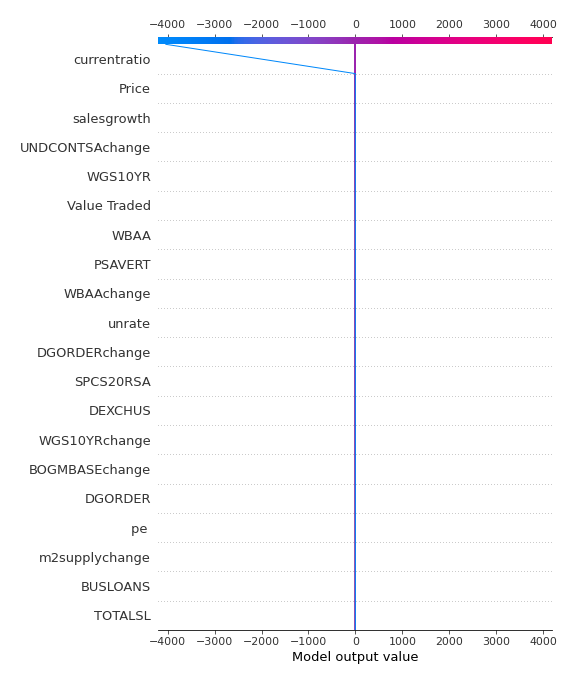 −4000 −3000 −2000 −1000 0 1000 2000 3000 4000
currentratio
Price
salesgrowth
UNDCONTSAchange
WGS10YR
Value Traded
WBAA
PSAVERT
WBAAchange
unrate
DGORDERchange
SPCS20RSA
DEXCHUS
WGS10YRchange
BOGMBASEchange
DGORDER
pe
m2supplychange
BUSLOANS
TOTALSL
−4000 −3000 −2000 −1000 0 1000 2000 3000 4000
Model output value